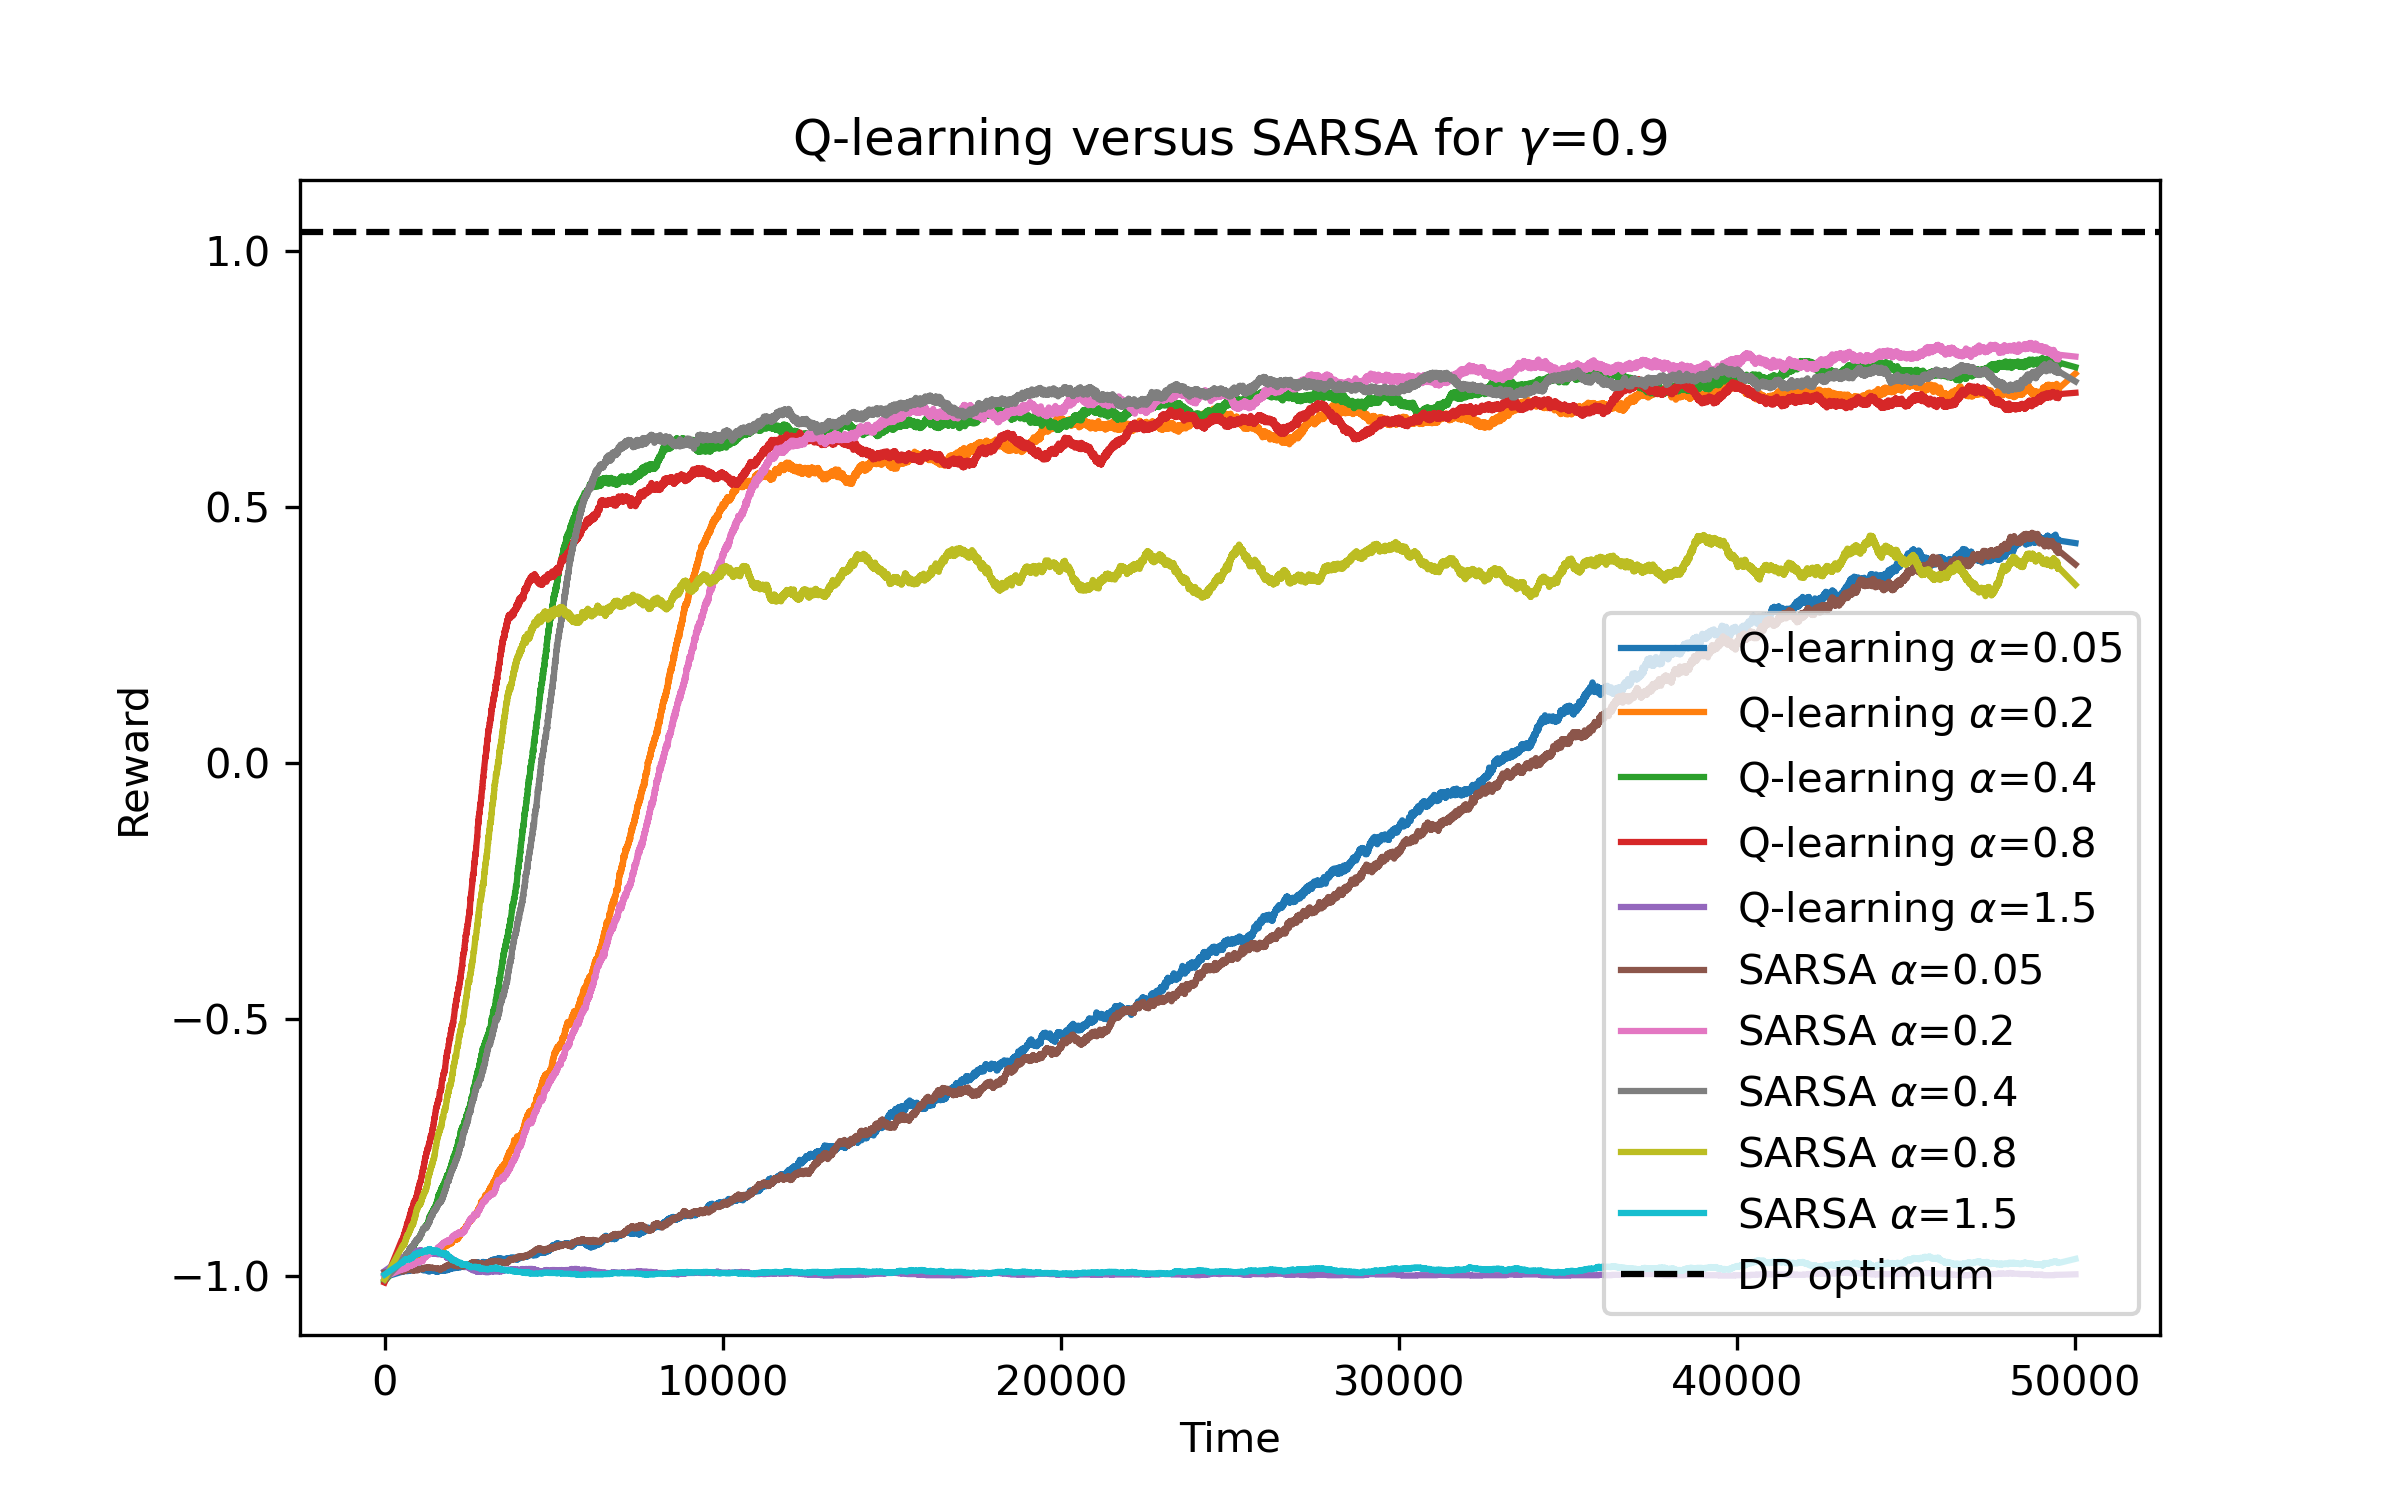 Q-learning versus SARSA for γ=0.9
1.0
0.5
0.0
−0.5
−1.0
Reward
0 10000 20000 30000 40000 50000
Time
Q-learning α=0.05
Q-learning α=0.2
Q-learning α=0.4
Q-learning α=0.8
Q-learning α=1.5
SARSA α=0.05
SARSA α=0.2
SARSA α=0.4
SARSA α=0.8
SARSA α=1.5
DP optimum